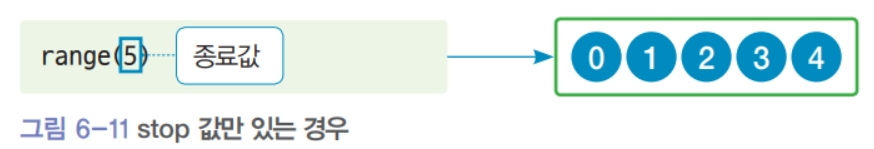 range(5) 종료값 0 1 2 3 4
그림 6-11 stop 값만 있는 경우